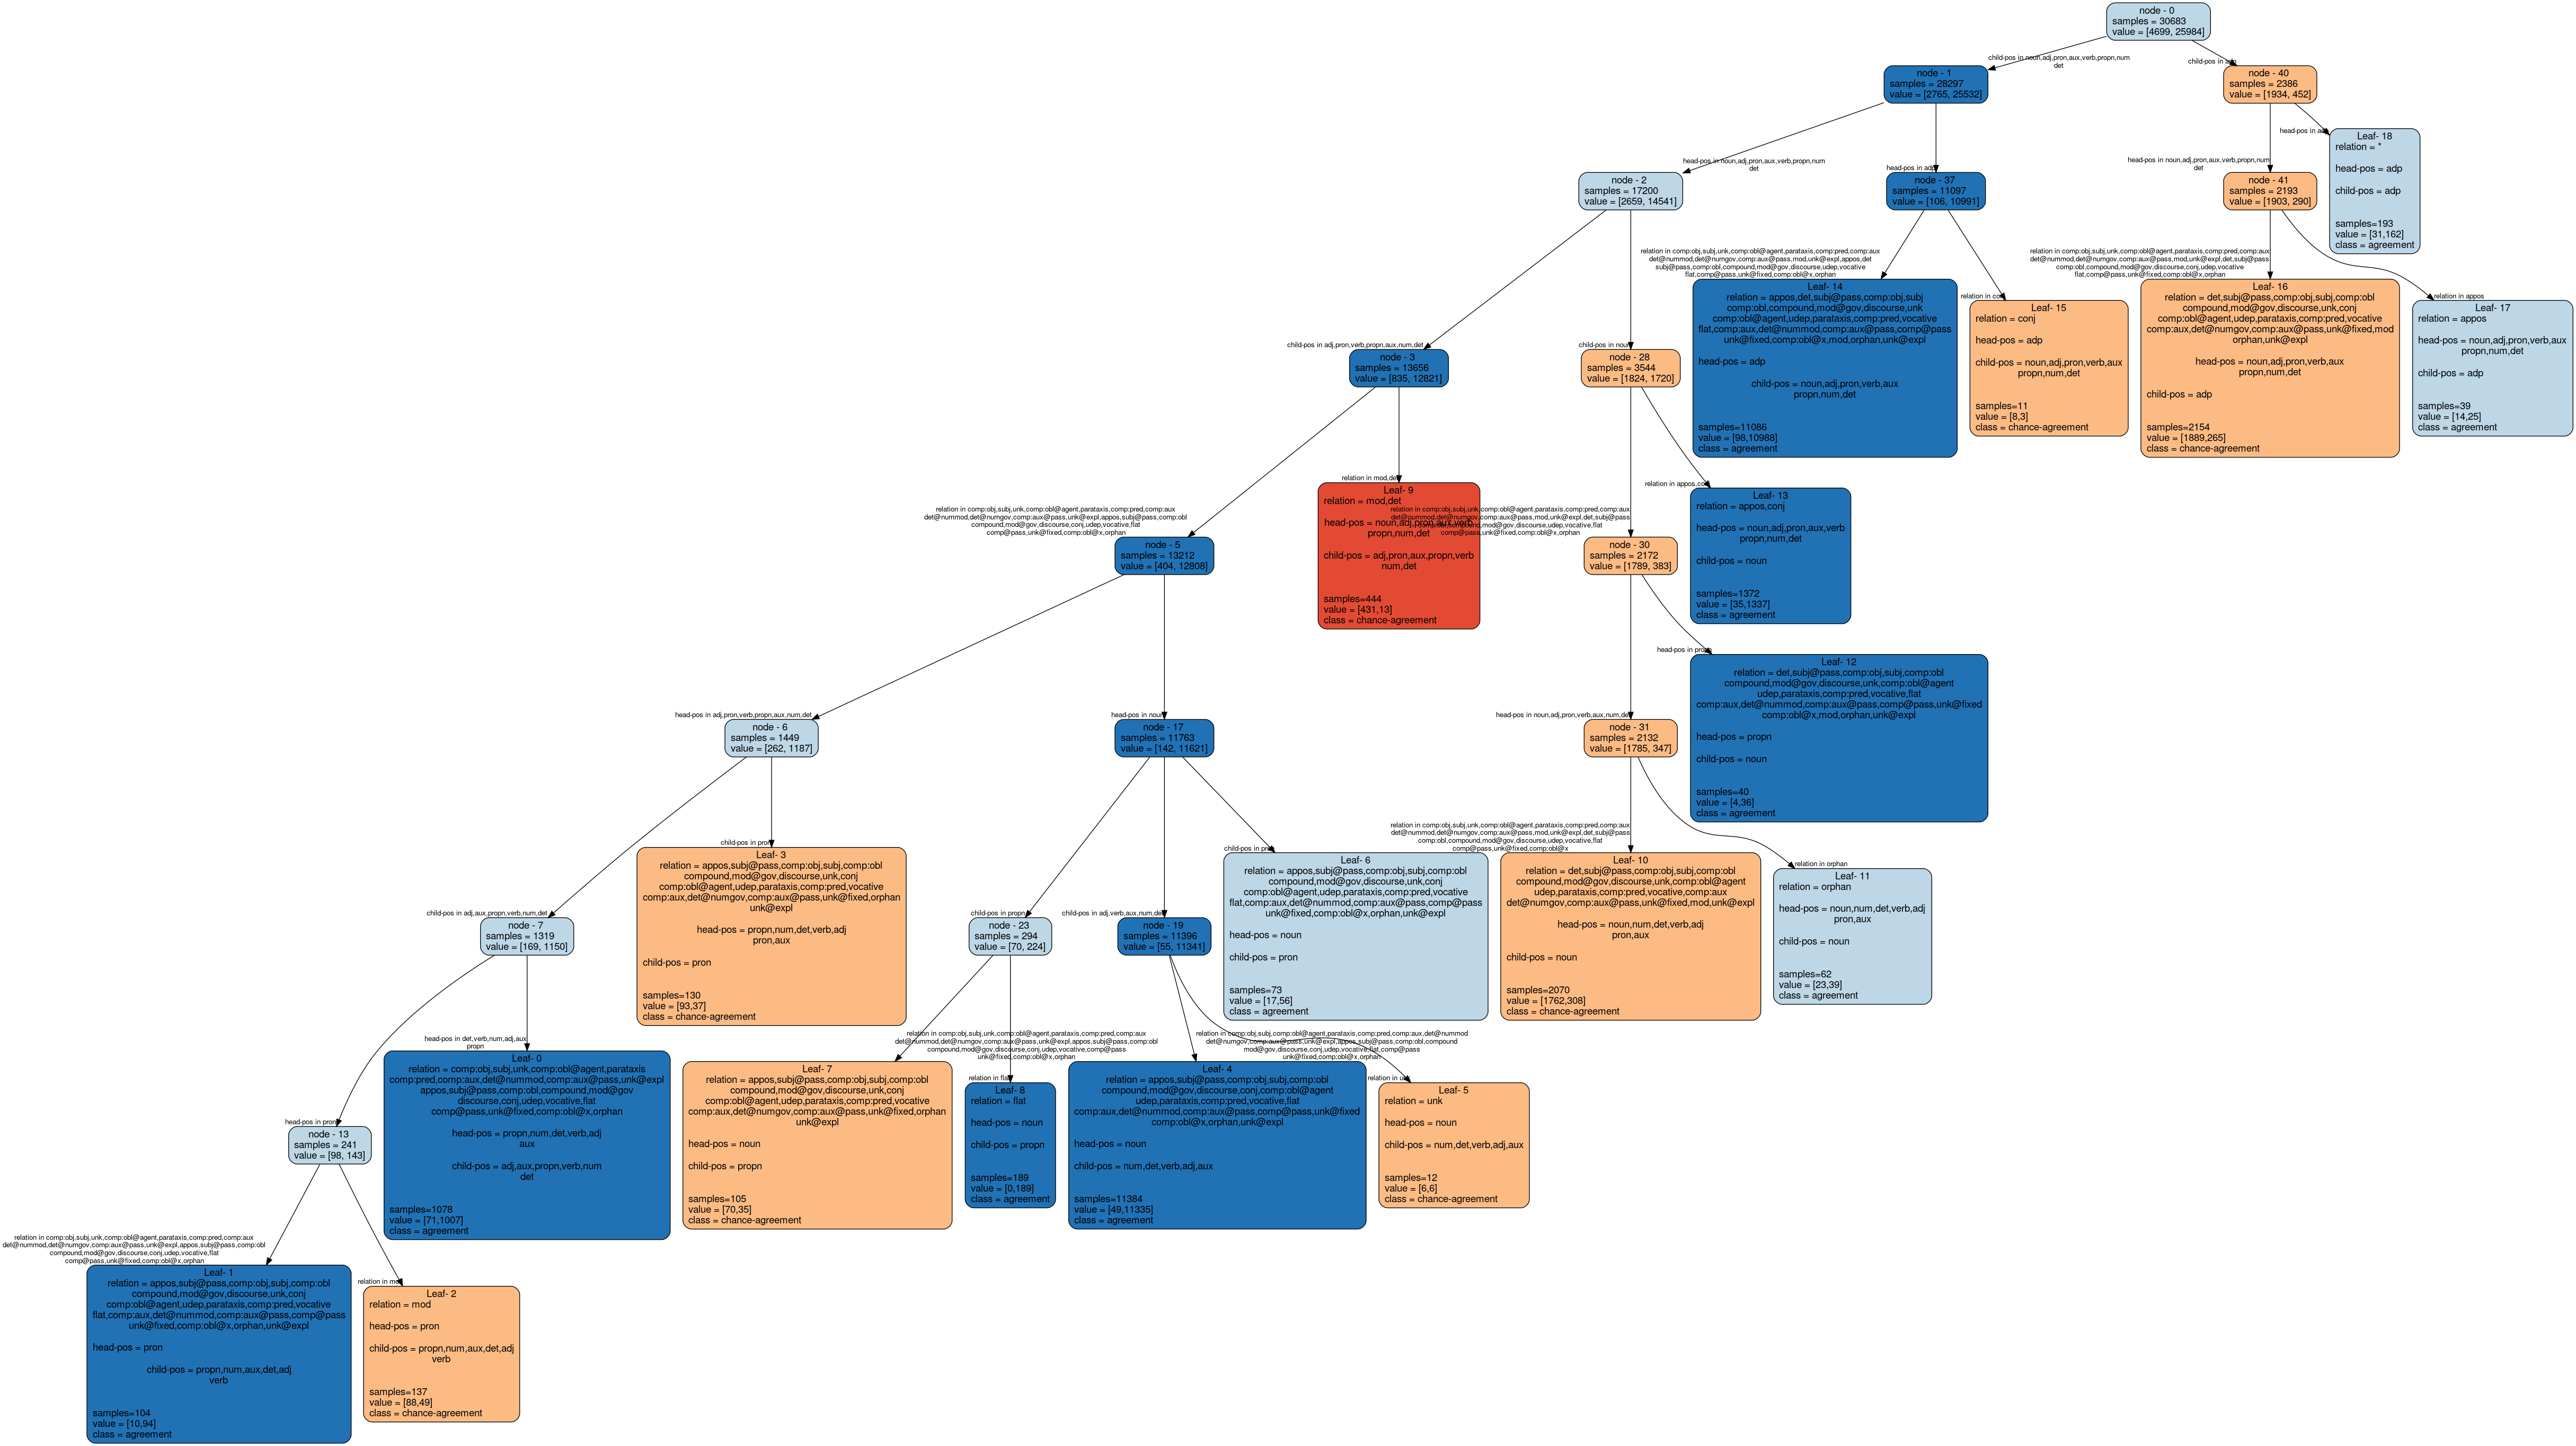 node - 0
samples = 30683
value = [4699, 25984]
child-pos in noun,adj,pron,aux,verb,propn,num
det
child-pos in adp
node - 1
samples = 28297
value = [2765, 25532]
node - 40
samples = 2386
value = [1934, 452]
head-pos in noun,adj,pron,aux,verb,propn,num
det
head-pos in adp
head-pos in noun,adj,pron,aux,verb,propn,num
det
head-pos in adp
Leaf- 18
relation = *
head-pos = adp
child-pos = adp
samples=193
value = [31,162]
class = agreement
node - 2
samples = 17200
value = [2659, 14541]
node - 37
samples = 11097
value = [106, 10991]
node - 41
samples = 2193
value = [1903, 290]
relation in comp:obj,subj,unk,comp:obl@agent,parataxis,comp:pred,comp:aux
det@nummod,det@numgov,comp:aux@pass,mod,unk@expl,appos,det
subj@pass,comp:obl,compound,mod@gov,discourse,udep,vocative
flat,comp@pass,unk@fixed,comp:obl@x,orphan
relation in conj
relation in comp:obj,subj,unk,comp:obl@agent,parataxis,comp:pred,comp:aux
det@nummod,det@numgov,comp:aux@pass,mod,unk@expl,det,subj@pass
comp:obl,compound,mod@gov,discourse,conj,udep,vocative
flat,comp@pass,unk@fixed,comp:obl@x,orphan
relation in appos
Leaf- 14
relation = appos,det,subj@pass,comp:obj,subj
comp:obl,compound,mod@gov,discourse,unk
comp:obl@agent,udep,parataxis,comp:pred,vocative
flat,comp:aux,det@nummod,comp:aux@pass,comp@pass
unk@fixed,comp:obl@x,mod,orphan,unk@expl
head-pos = adp
child-pos = noun,adj,pron,verb,aux
propn,num,det
samples=11086
value = [98,10988]
class = agreement
Leaf- 15
relation = conj
head-pos = adp
child-pos = noun,adj,pron,verb,aux
propn,num,det
samples=11
value = [8,3]
class = chance-agreement
Leaf- 16
relation = det,subj@pass,comp:obj,subj,comp:obl
compound,mod@gov,discourse,unk,conj
comp:obl@agent,udep,parataxis,comp:pred,vocative
comp:aux,det@numgov,comp:aux@pass,unk@fixed,mod
orphan,unk@expl
head-pos = noun,adj,pron,verb,aux
propn,num,det
child-pos = adp
samples=2154
value = [1889,265]
class = chance-agreement
Leaf- 17
relation = appos
head-pos = noun,adj,pron,verb,aux
propn,num,det
child-pos = adp
samples=39
value = [14,25]
class = agreement
child-pos in adj,pron,verb,propn,aux,num,det
child-pos in noun
node - 3
samples = 13656
value = [835, 12821]
node - 28
samples = 3544
value = [1824, 1720]
relation in comp:obj,subj,unk,comp:obl@agent,parataxis,comp:pred,comp:aux
det@nummod,det@numgov,comp:aux@pass,unk@expl,appos,subj@pass,comp:obl
compound,mod@gov,discourse,conj,udep,vocative,flat
comp@pass,unk@fixed,comp:obl@x,orphan
relation in mod,det
Leaf- 9
relation = mod,det
head-pos = noun,adj,pron,aux,verb
propn,num,det
child-pos = adj,pron,aux,propn,verb
num,det
samples=444
value = [431,13]
class = chance-agreement
relation in comp:obj,subj,unk,comp:obl@agent,parataxis,comp:pred,comp:aux
det@nummod,det@numgov,comp:aux@pass,mod,unk@expl,det,subj@pass
comp:obl,compound,mod@gov,discourse,udep,vocative,flat
comp@pass,unk@fixed,comp:obl@x,orphan
relation in appos,conj
Leaf- 13
relation = appos,conj
head-pos = noun,adj,pron,aux,verb
propn,num,det
child-pos = noun
samples=1372
value = [35,1337]
class = agreement
node - 5
samples = 13212
value = [404, 12808]
node - 30
samples = 2172
value = [1789, 383]
head-pos in propn
Leaf- 12
relation = det,subj@pass,comp:obj,subj,comp:obl
compound,mod@gov,discourse,unk,comp:obl@agent
udep,parataxis,comp:pred,vocative,flat
comp:aux,det@nummod,comp:aux@pass,comp@pass,unk@fixed
comp:obl@x,mod,orphan,unk@expl
head-pos = propn
child-pos = noun
samples=40
value = [4,36]
class = agreement
head-pos in adj,pron,verb,propn,aux,num,det
head-pos in noun
head-pos in noun,adj,pron,verb,aux,num,det
node - 6
samples = 1449
value = [262, 1187]
node - 17
samples = 11763
value = [142, 11621]
node - 31
samples = 2132
value = [1785, 347]
child-pos in pron
Leaf- 3
relation = appos,subj@pass,comp:obj,subj,comp:obl
compound,mod@gov,discourse,unk,conj
comp:obl@agent,udep,parataxis,comp:pred,vocative
comp:aux,det@numgov,comp:aux@pass,unk@fixed,orphan
unk@expl
head-pos = propn,num,det,verb,adj
pron,aux
child-pos = pron
samples=130
value = [93,37]
class = chance-agreement
child-pos in pron
Leaf- 6
relation = appos,subj@pass,comp:obj,subj,comp:obl
compound,mod@gov,discourse,unk,conj
comp:obl@agent,udep,parataxis,comp:pred,vocative
flat,comp:aux,det@nummod,comp:aux@pass,comp@pass
unk@fixed,comp:obl@x,orphan,unk@expl
head-pos = noun
child-pos = pron
samples=73
value = [17,56]
class = agreement
relation in comp:obj,subj,unk,comp:obl@agent,parataxis,comp:pred,comp:aux
det@nummod,det@numgov,comp:aux@pass,mod,unk@expl,det,subj@pass
comp:obl,compound,mod@gov,discourse,udep,vocative,flat
comp@pass,unk@fixed,comp:obl@x
Leaf- 10
relation = det,subj@pass,comp:obj,subj,comp:obl
compound,mod@gov,discourse,unk,comp:obl@agent
udep,parataxis,comp:pred,vocative,comp:aux
det@numgov,comp:aux@pass,unk@fixed,mod,unk@expl
head-pos = noun,num,det,verb,adj
pron,aux
child-pos = noun
samples=2070
value = [1762,308]
class = chance-agreement
relation in orphan
Leaf- 11
relation = orphan
head-pos = noun,num,det,verb,adj
pron,aux
child-pos = noun
samples=62
value = [23,39]
class = agreement
child-pos in adj,aux,propn,verb,num,det
node - 7
samples = 1319
value = [169, 1150]
child-pos in propn
node - 23
samples = 294
value = [70, 224]
child-pos in adj,verb,aux,num,det
node - 19
samples = 11396
value = [55, 11341]
head-pos in det,verb,num,adj,aux
propn
Leaf- 0
relation = comp:obj,subj,unk,comp:obl@agent,parataxis
comp:pred,comp:aux,det@nummod,comp:aux@pass,unk@expl
appos,subj@pass,comp:obl,compound,mod@gov
discourse,conj,udep,vocative,flat
comp@pass,unk@fixed,comp:obl@x,orphan
head-pos = propn,num,det,verb,adj
aux
child-pos = adj,aux,propn,verb,num
det
samples=1078
value = [71,1007]
class = agreement
relation in comp:obj,subj,unk,comp:obl@agent,parataxis,comp:pred,comp:aux
det@nummod,det@numgov,comp:aux@pass,unk@expl,appos,subj@pass,comp:obl
compound,mod@gov,discourse,conj,udep,vocative,comp@pass
unk@fixed,comp:obl@x,orphan
Leaf- 7
relation = appos,subj@pass,comp:obj,subj,comp:obl
compound,mod@gov,discourse,unk,conj
comp:obl@agent,udep,parataxis,comp:pred,vocative
comp:aux,det@numgov,comp:aux@pass,unk@fixed,orphan
unk@expl
head-pos = noun
child-pos = propn
samples=105
value = [70,35]
class = chance-agreement
relation in flat
Leaf- 8
relation = flat
head-pos = noun
child-pos = propn
samples=189
value = [0,189]
class = agreement
relation in comp:obj,subj,comp:obl@agent,parataxis,comp:pred,comp:aux,det@nummod
det@numgov,comp:aux@pass,unk@expl,appos,subj@pass,comp:obl,compound
mod@gov,discourse,conj,udep,vocative,flat,comp@pass
unk@fixed,comp:obl@x,orphan
Leaf- 4
relation = appos,subj@pass,comp:obj,subj,comp:obl
compound,mod@gov,discourse,conj,comp:obl@agent
udep,parataxis,comp:pred,vocative,flat
comp:aux,det@nummod,comp:aux@pass,comp@pass,unk@fixed
comp:obl@x,orphan,unk@expl
head-pos = noun
child-pos = num,det,verb,adj,aux
samples=11384
value = [49,11335]
class = agreement
relation in unk
Leaf- 5
relation = unk
head-pos = noun
child-pos = num,det,verb,adj,aux
samples=12
value = [6,6]
class = chance-agreement
head-pos in pron
node - 13
samples = 241
value = [98, 143]
relation in comp:obj,subj,unk,comp:obl@agent,parataxis,comp:pred,comp:aux
det@nummod,det@numgov,comp:aux@pass,unk@expl,appos,subj@pass,comp:obl
compound,mod@gov,discourse,conj,udep,vocative,flat
comp@pass,unk@fixed,comp:obl@x,orphan
Leaf- 1
relation = appos,subj@pass,comp:obj,subj,comp:obl
compound,mod@gov,discourse,unk,conj
comp:obl@agent,udep,parataxis,comp:pred,vocative
flat,comp:aux,det@nummod,comp:aux@pass,comp@pass
unk@fixed,comp:obl@x,orphan,unk@expl
head-pos = pron
child-pos = propn,num,aux,det,adj
verb
samples=104
value = [10,94]
class = agreement
relation in mod
Leaf- 2
relation = mod
head-pos = pron
child-pos = propn,num,aux,det,adj
verb
samples=137
value = [88,49]
class = chance-agreement